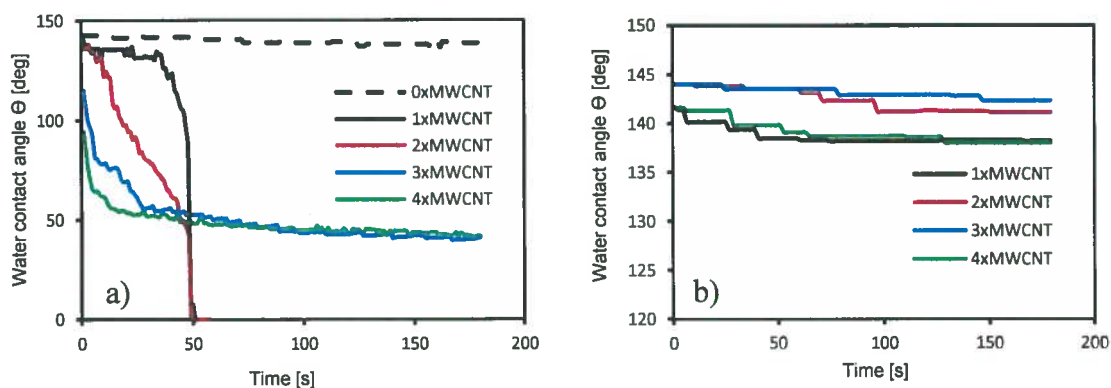 Water contact angle Θ [deg]
150
100
50
0
0
50
100
150
200
Time [s]
0xMWCNT
1xMWCNT
2xMWCNT
3xMWCNT
4xMWCNT
a)
Water contact angle Θ [deg]
150
145
140
135
130
125
120
0
50
100
150
200
Time [s]
1xMWCNT
2xMWCNT
3xMWCNT
4xMWCNT
b)